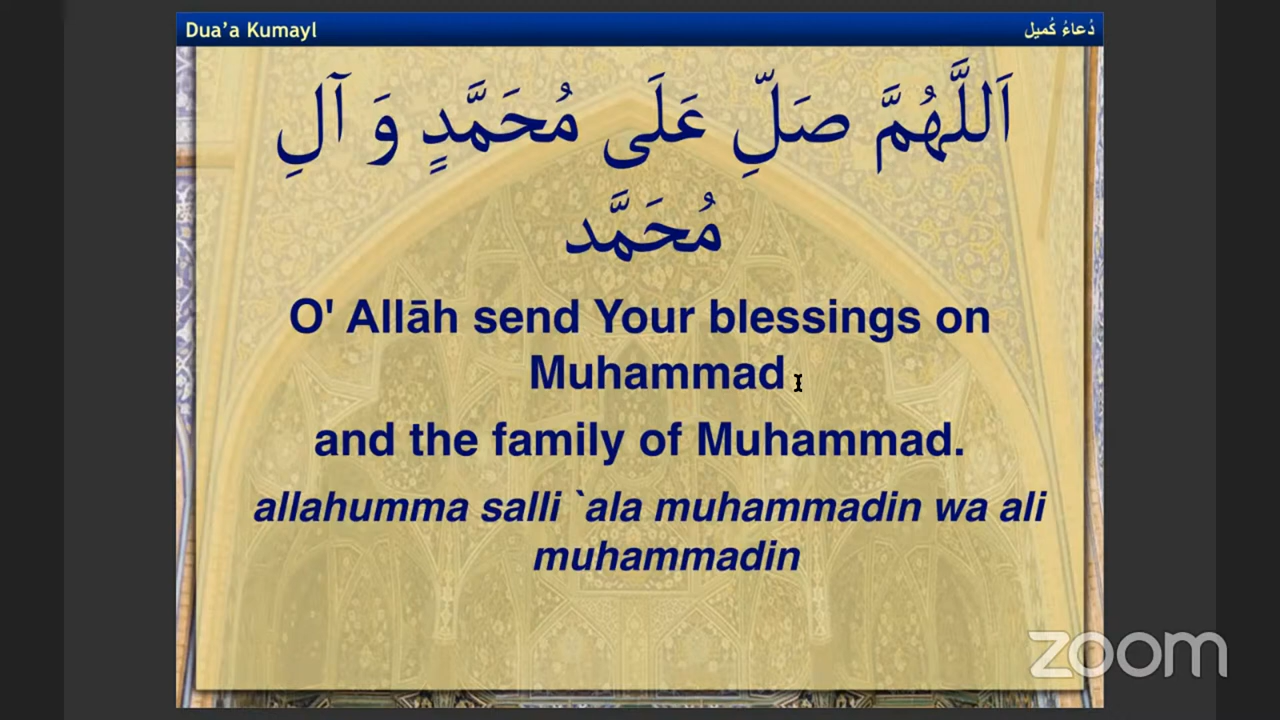 Dua’a Kumayl
دُعاءُ كُميل
اَللَّهُمَّ صَلِّ عَلَى مُحَمَّدٍ وَ آلِ
مُحَمَّد
O' Allāh send Your blessings on
Muhammad
and the family of Muhammad.
allahumma salli `ala muhammadin wa ali
muhammadin
zoom